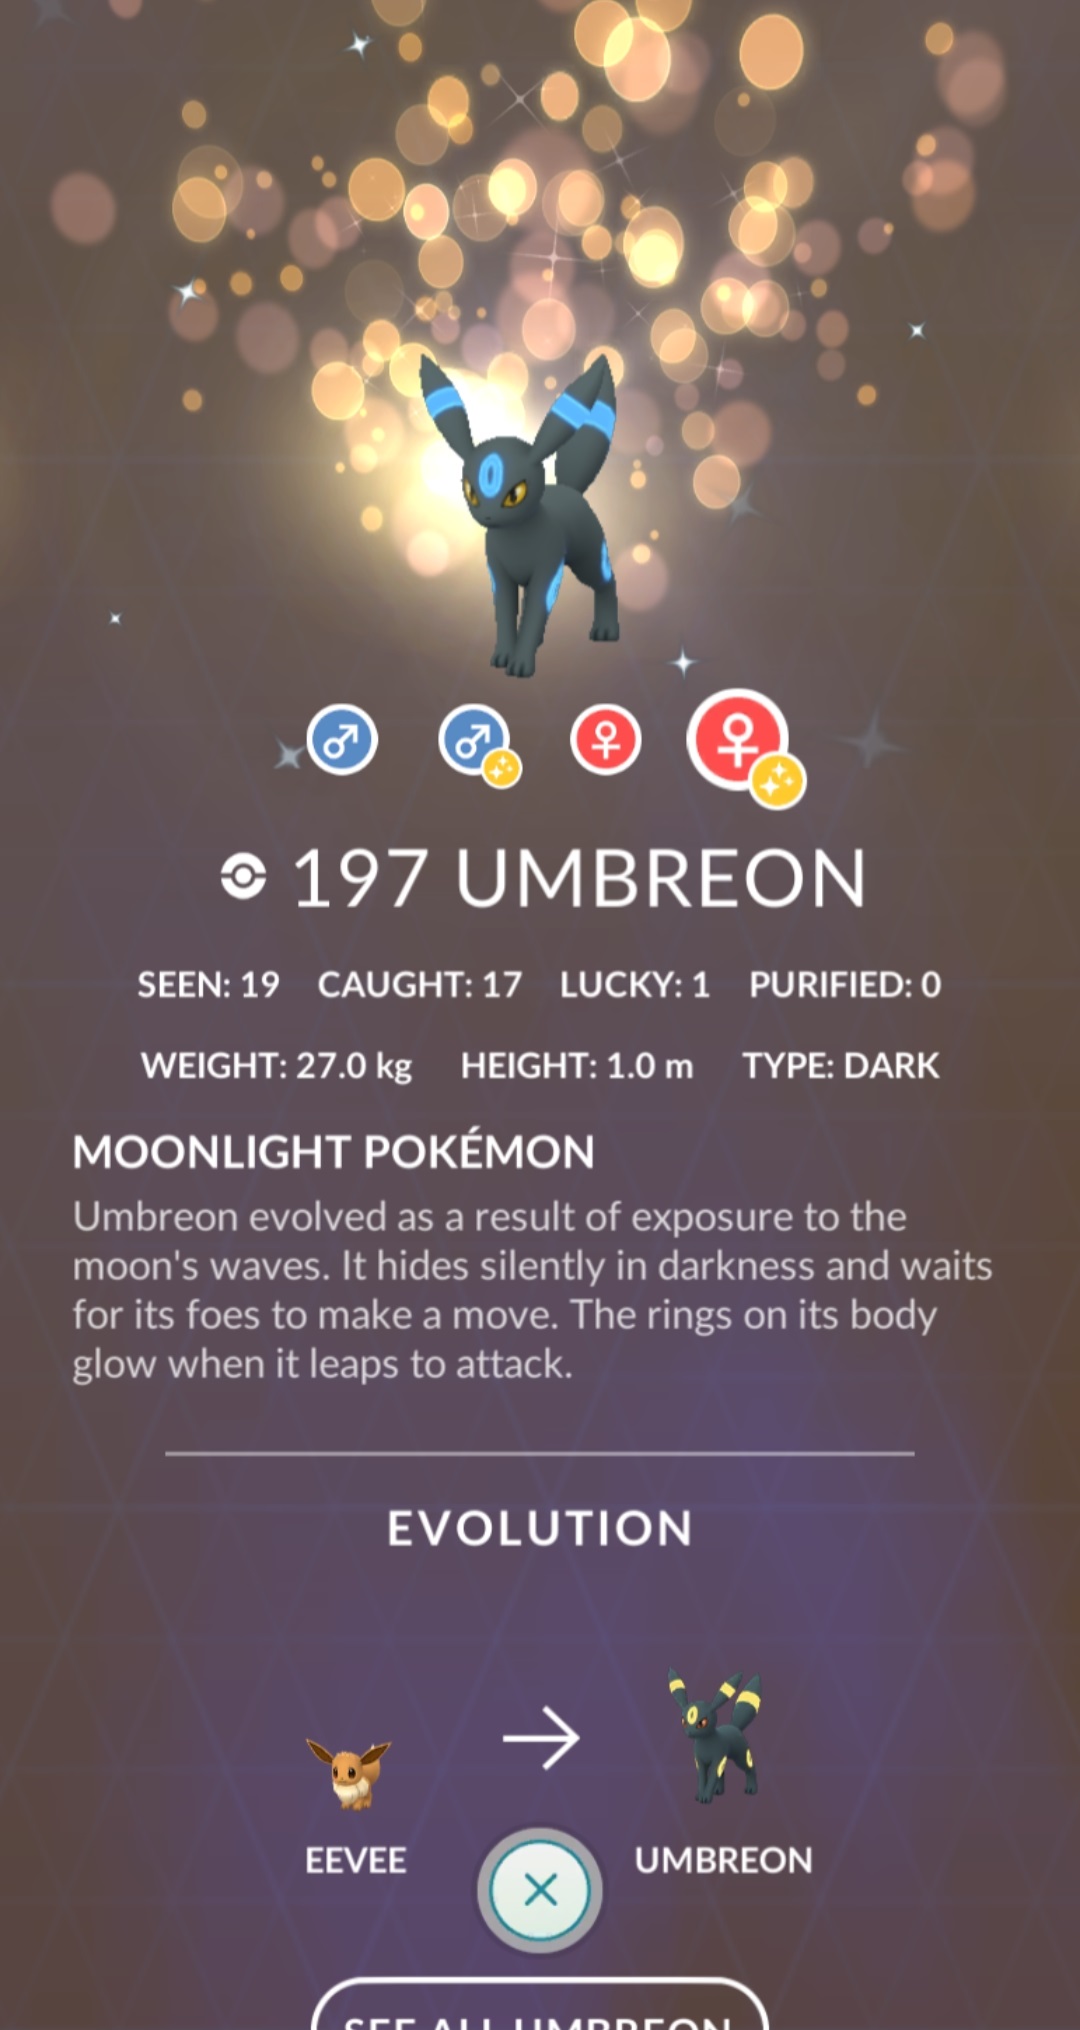 197 UMBREON
SEEN: 19 CAUGHT: 17 LUCKY: 1 PURIFIED: 0
WEIGHT: 27.0 kg HEIGHT: 1.0 m TYPE: DARK
MOONLIGHT POKÉMON
Umbreon evolved as a result of exposure to the
moon's waves. It hides silently in darkness and waits
for its foes to make a move. The rings on its body
glow when it leaps to attack.
EVOLUTION
EEVEE UMBREON
SEE ALL UMBREON